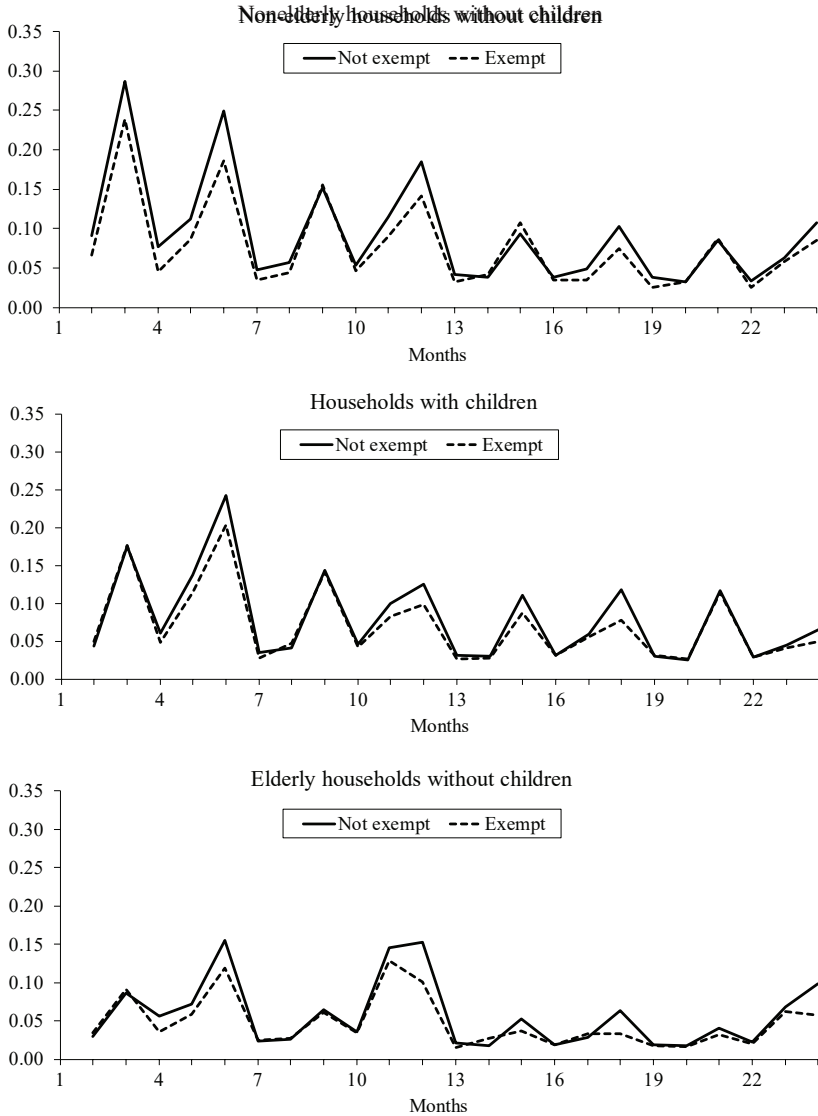 Nonelderly households without children
Non-elderly households without children
0.35
0.30
0.25
0.20
0.15
0.10
0.05
0.00
Not exempt Exempt
1 4 7 10 13 16 19 22
Months
Households with children
0.35
0.30
0.25
0.20
0.15
0.10
0.05
0.00
Not exempt Exempt
1 4 7 10 13 16 19 22
Months
Elderly households without children
0.35
0.30
0.25
0.20
0.15
0.10
0.05
0.00
Not exempt Exempt
1 4 7 10 13 16 19 22
Months